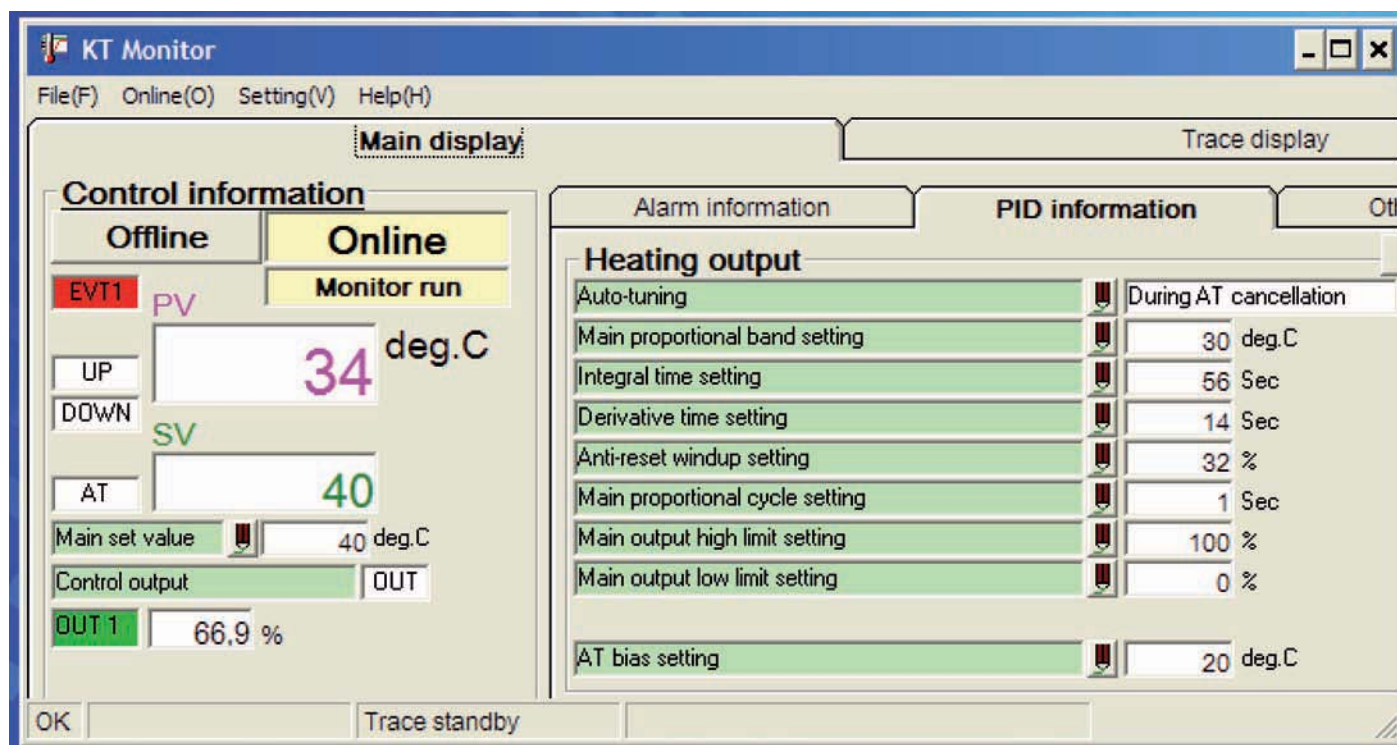 KT Monitor
File(F) Online(O) Setting(V) Help(H)
Main display
Trace display
Control information
Offline
Online
Monitor run
EVT1
PV
34 deg.C
UP
DOWN
SV
40
AT
Main set value 40 deg.C
Control output OUT
OUT 1 66,9 %
Alarm information
PID information
Ot
Heating output
Auto-tuning During AT cancellation
Main proportional band setting 30 deg.C
Integral time setting 56 Sec
Derivative time setting 14 Sec
Anti-reset windup setting 32 %
Main proportional cycle setting 1 Sec
Main output high limit setting 100 %
Main output low limit setting 0 %
AT bias setting 20 deg.C
OK
Trace standby